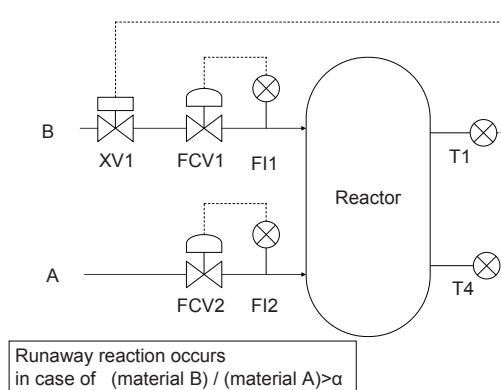 B
XV1
FCV1
FI1
T1
Reactor
A
FCV2
FI2
T4
Runaway reaction occurs
in case of (material B) / (material A)>α